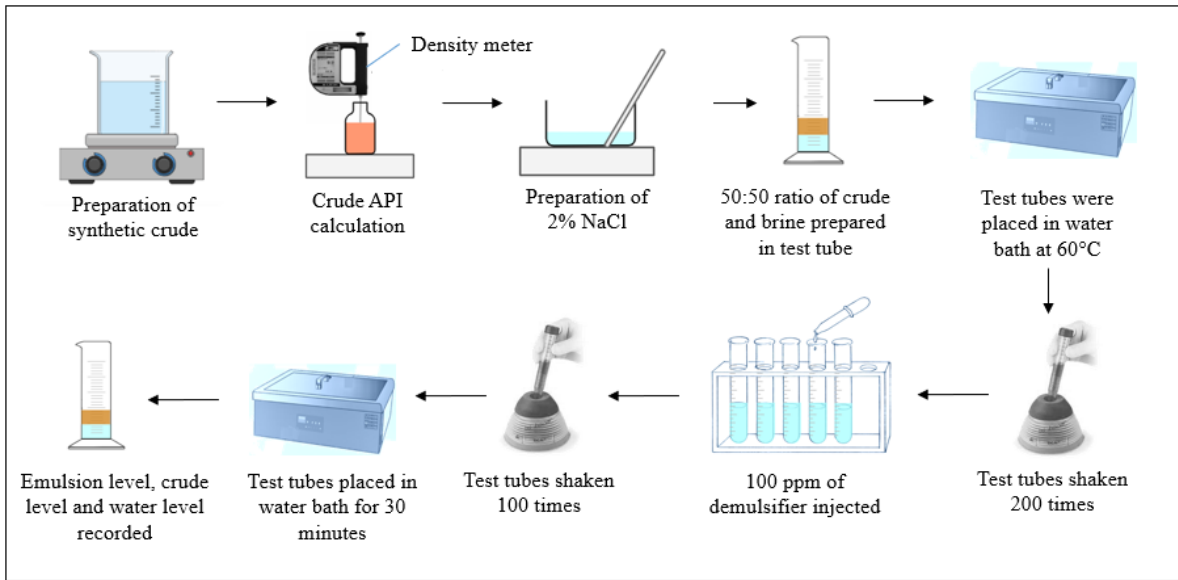 Density meter
Preparation of
synthetic crude
Crude API
calculation
Preparation of
2% NaCl
50:50 ratio of crude
and brine prepared
in test tube
Test tubes were
placed in water
bath at 60°C
Test tubes shaken
200 times
100 ppm of
demulsifier injected
Test tubes shaken
100 times
Test tubes placed in
water bath for 30
minutes
Emulsion level, crude
level and water level
recorded